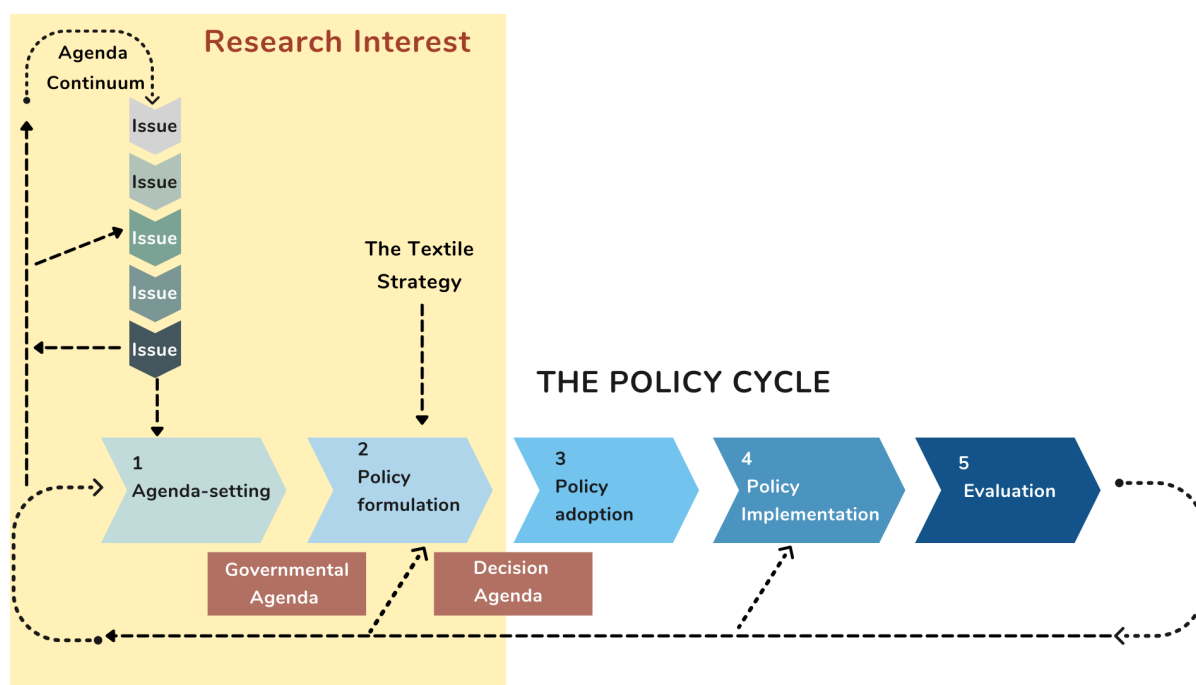 Research Interest
Agenda
Continuum
Issue
Issue
Issue
Issue
Issue
The Textile
Strategy
THE POLICY CYCLE
1
Agenda-setting
2
Policy
formulation
3
Policy
adoption
4
Policy
Implementation
5
Evaluation
Governmental
Agenda
Decision
Agenda